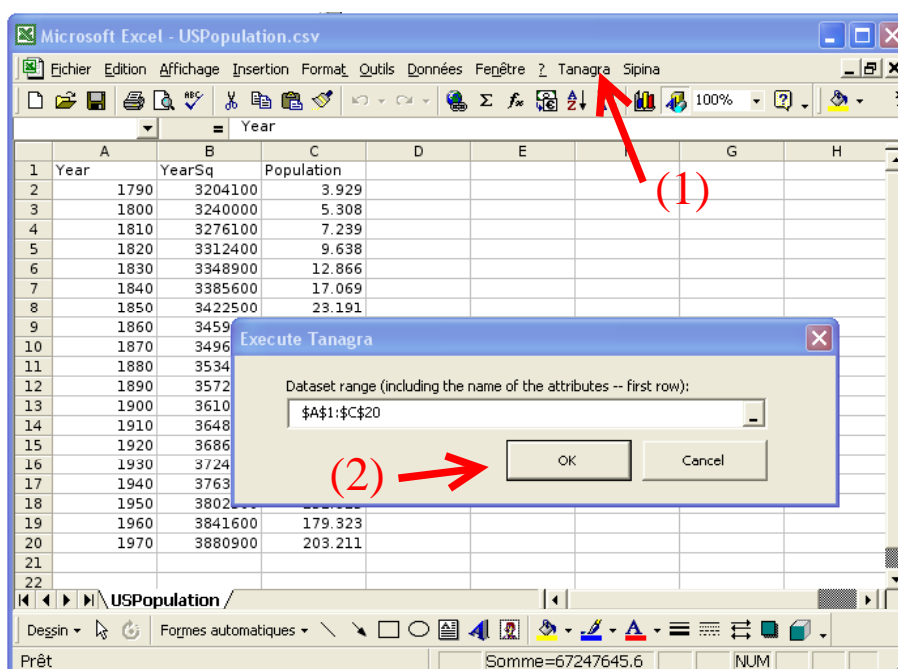 Microsoft Excel - USPopulation.csv
Fichier Edition Affichage Insertion Format Outils Données Fenêtre ? Tanagra Sipina
100%
= Year
A B C D E G H
1 Year YearSq Population
2 1790 3204100 3.929
3 1800 3240000 5.308
4 1810 3276100 7.239
5 1820 3312400 9.638
6 1830 3348900 12.866
7 1840 3385600 17.069
8 1850 3422500 23.191
9 1860 3459
10 1870 3496
11 1880 3534
12 1890 3572
13 1900 3610
14 1910 3648
15 1920 3686
16 1930 3724
17 1940 3763
18 1950 3802
19 1960 3841600 179.323
20 1970 3880900 203.211
21
22
(1)
Execute Tanagra
Dataset range (including the name of the attributes -- first row):
$A$1:$C$20
OK Cancel
(2)
USPopulation
Dessin Formes automatiques
Prêt Somme=67247645.6 NUM